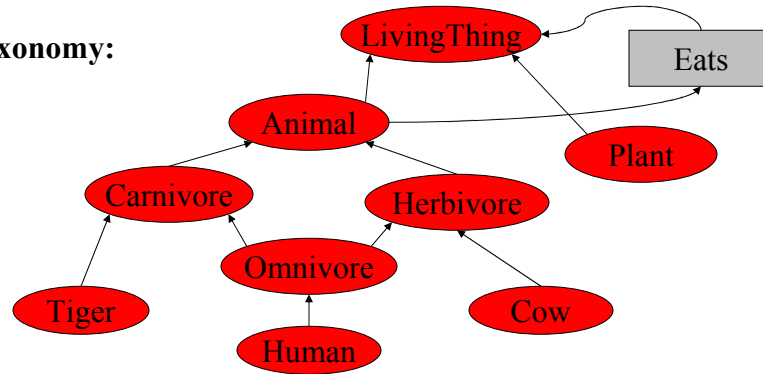 LivingThing
xonomy:
Eats
Animal
Plant
Carnivore
Herbivore
Omnivore
Tiger
Cow
Human